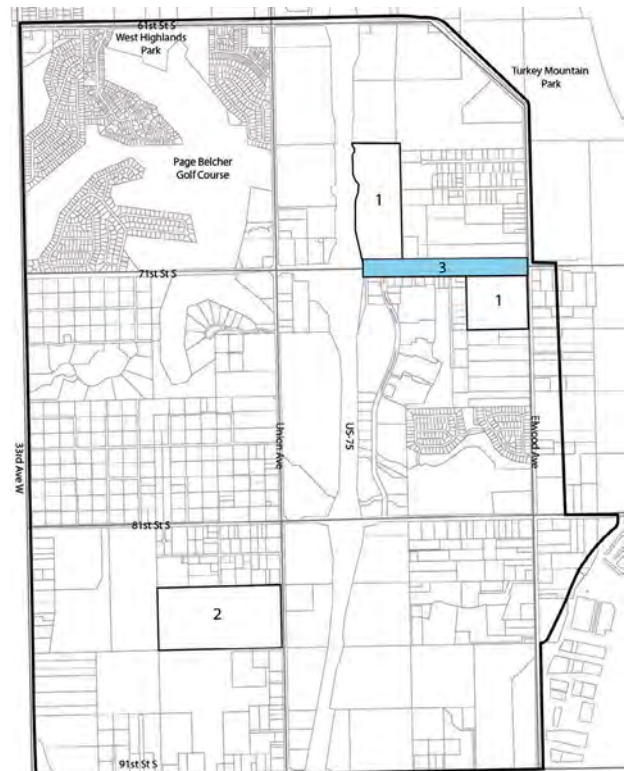 61st St S
West Highlands
Park
Turkey Mountain
Park
Page Belcher
Golf Course
1
3
71st St S
1
33rd Ave W
Union Ave
US-75
Elwood Ave
81st St S
2
91st St S